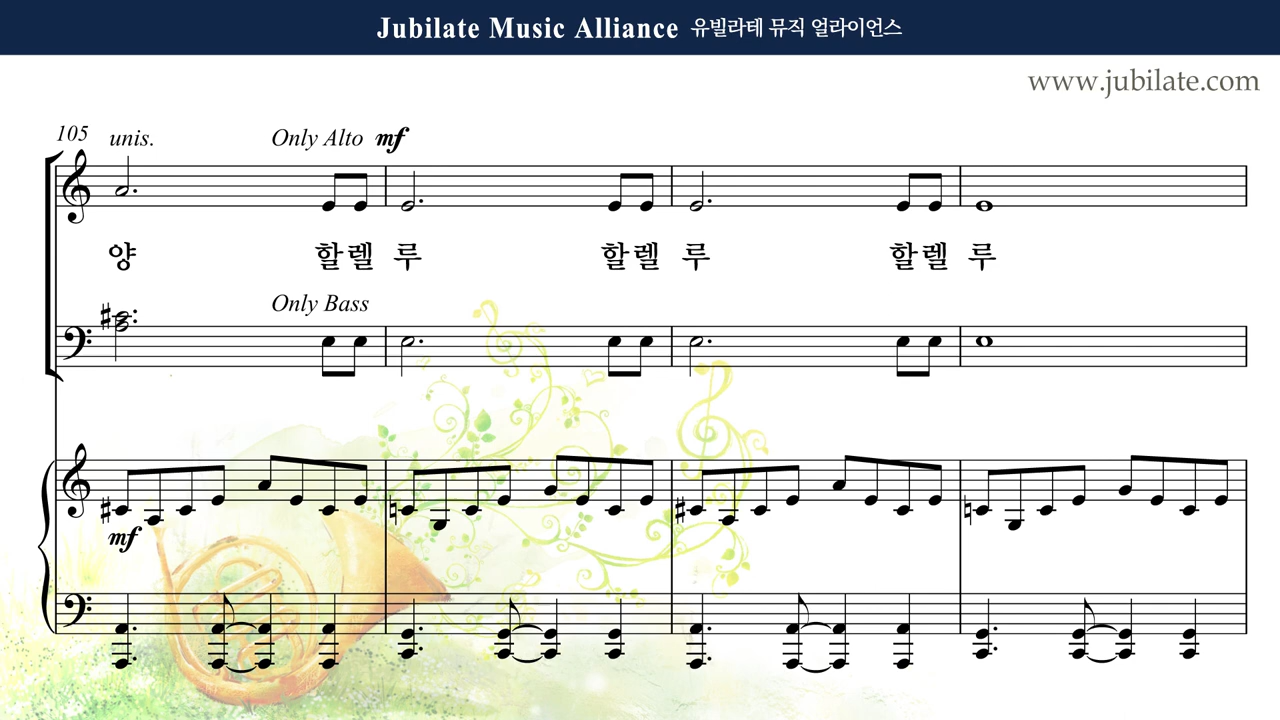 Jubilate Music Alliance 유빌라테 뮤직 얼라이언스
www.jubilate.com
105 unis. Only Alto mf
양 할렐 루 할렐 루 할렐 루
Only Bass
mf